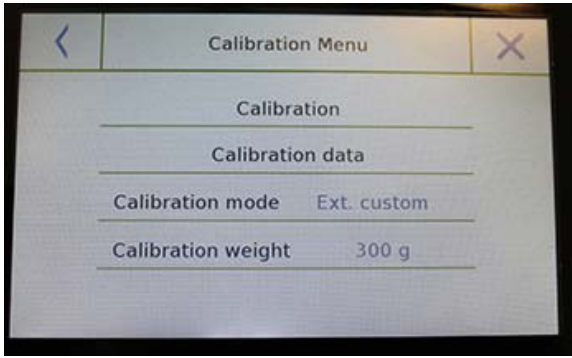 Calibration Menu
Calibration
Calibration data
Calibration mode Ext. custom
Calibration weight 300 g